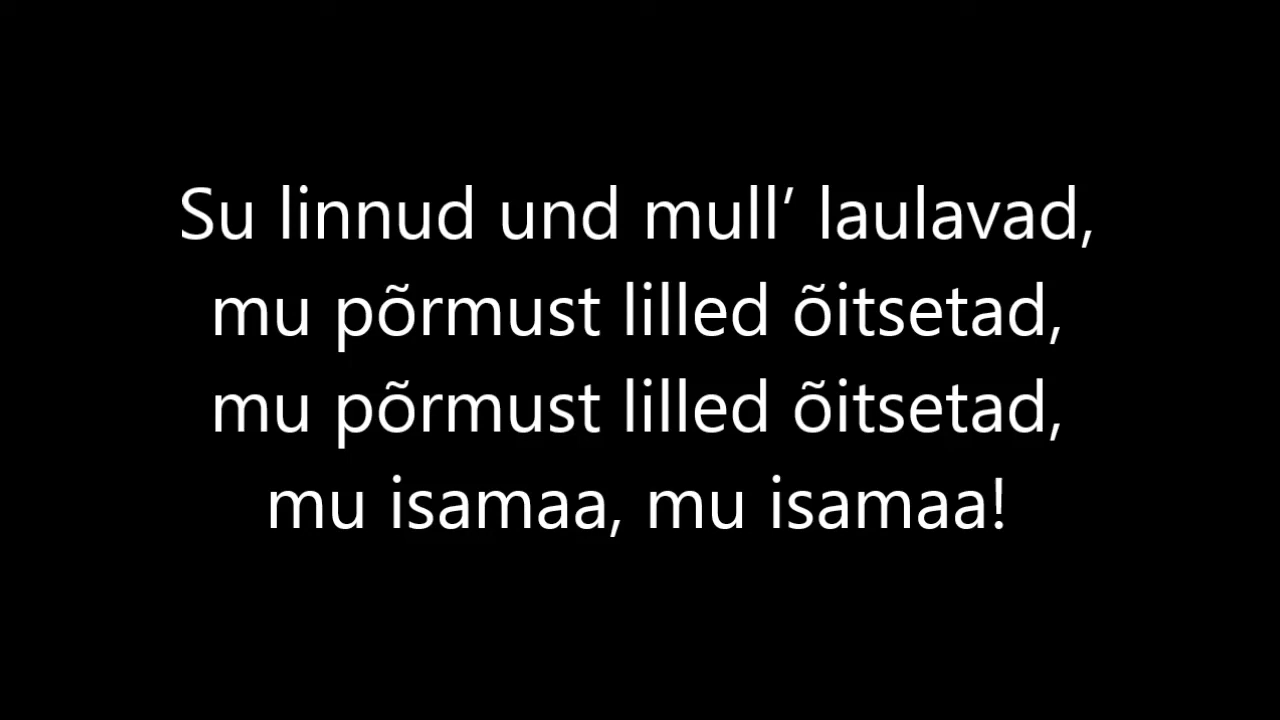 Su linnud und mull’ laulavad,
mu põrmust lilled õitsetad,
mu põrmust lilled õitsetad,
mu isamaa, mu isamaa!